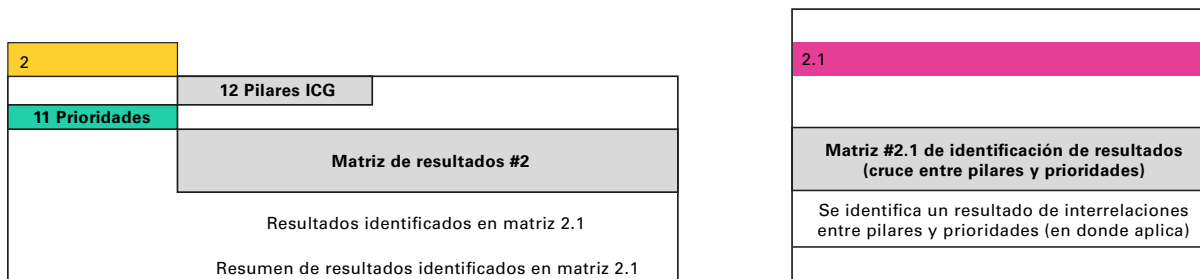 2
12 Pilares ICG
11 Prioridades
Matriz de resultados #2
Resultados identificados en matriz 2.1
Resumen de resultados identificados en matriz 2.1
2.1
Matriz #2.1 de identificación de resultados
(cruce entre pilares y prioridades)
Se identifica un resultado de interrelaciones
entre pilares y prioridades (en donde aplica)